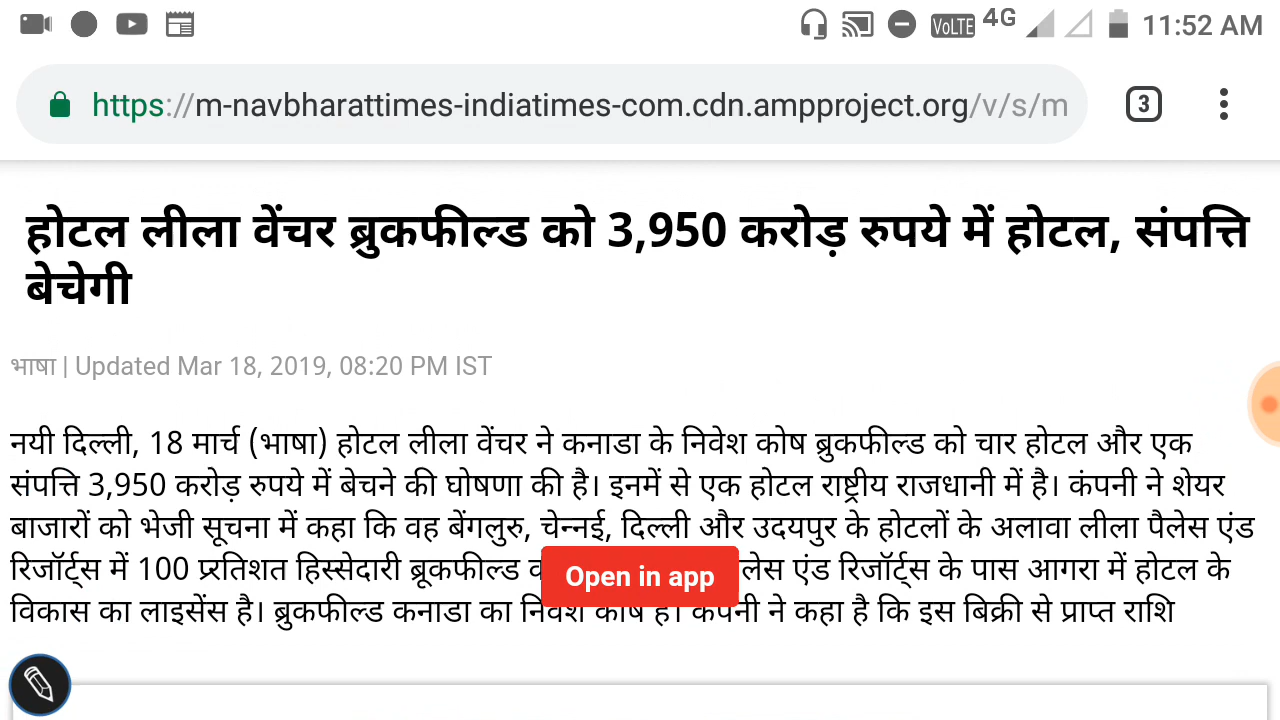 VoLTE 4G 11:52 AM
https://m-navbharattimes-indiatimes-com.cdn.ampproject.org/v/s/m 3
होटल लीला वेंचर ब्रुकफील्ड को 3,950 करोड़ रुपये में होटल, संपत्ति
बेचेगी
भाषा | Updated Mar 18, 2019, 08:20 PM IST
नयी दिल्ली, 18 मार्च (भाषा) होटल लीला वेंचर ने कनाडा के निवेश कोष ब्रुकफील्ड को चार होटल और एक
संपत्ति 3,950 करोड़ रुपये में बेचने की घोषणा की है। इनमें से एक होटल राष्ट्रीय राजधानी में है। कंपनी ने शेयर
बाजारों को भेजी सूचना में कहा कि वह बेंगलुरु, चेन्नई, दिल्ली और उदयपुर के होटलों के अलावा लीला पैलेस एंड
रिजॉर्ट्स में 100 प्र्रतिशत हिस्सेदारी ब्रूकफील्ड लेस एंड रिजॉर्ट्स के पास आगरा में होटल के
Open in app
विकास का लाइसेंस है। ब्रुकफील्ड कनाडा का निवेश कोष है। कंपनी ने कहा है कि इस बिक्री से प्राप्त राशि